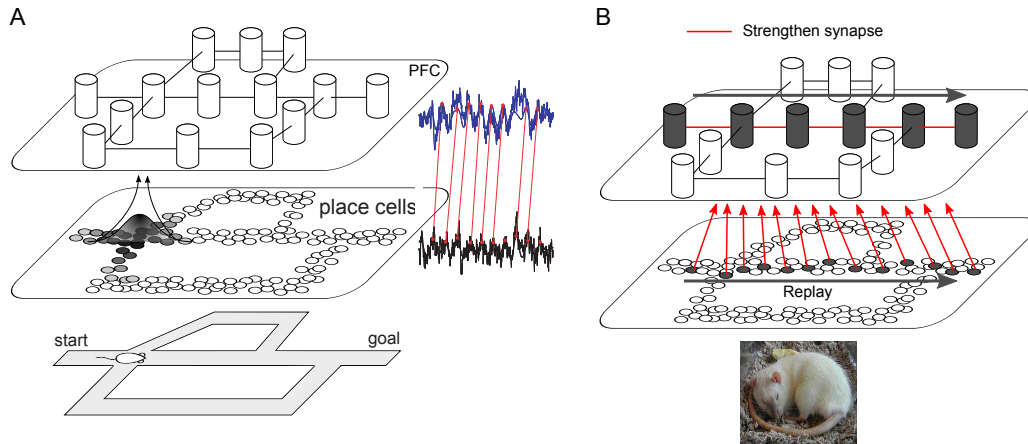 A
PFC
place cells
start
goal
B
Strengthen synapse
Replay